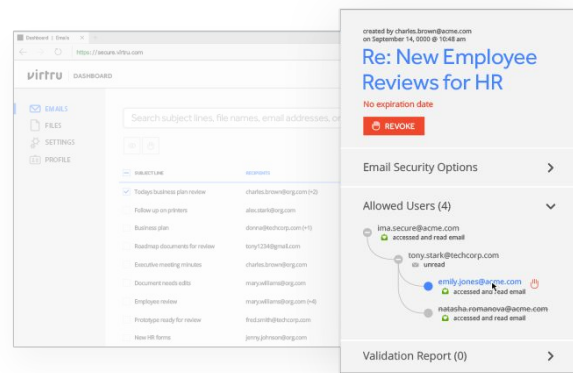 Dashboard | Emails
https://secure.virtru.com
virtru DASHBOARD
EMAILS
FILES
SETTINGS
PROFILE
Search subject lines, file names, email addresses, or
SUBJECT LINE RECIPIENTS
Todays business plan review charles.brown@org.com (+2)
Follow up on printers alex.stark@org.com
Business plan donna@techcorp.com (+1)
Roadmap documents for review tony1234@gmail.com
Executive meeting minutes charles.brown@org.com
Document needs edits mary.williams@org.com
Employee review mary.williams@org.com (+4)
Prototype ready for review fred.smith@techcorp.com
New HR forms jenny.johnson@org.com
created by charles.brown@acme.com
on September 14, 0000 @ 10:48 am
Re: New Employee
Reviews for HR
No expiration date
REVOKE
Email Security Options
Allowed Users (4)
ima.secure@acme.com
accessed and read email
tony.stark@techcorp.com
unread
emily.jones@acme.com
accessed and read email
natasha.romanova@acme.com
accessed and read email
Validation Report (0)